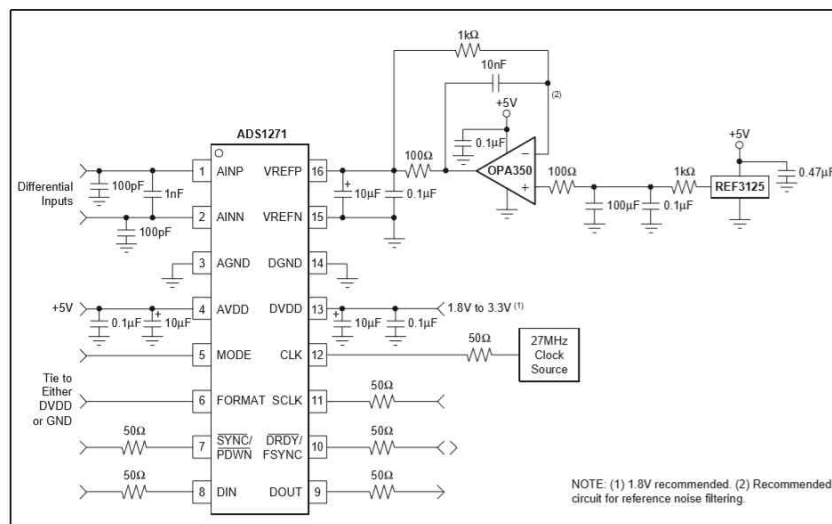 1kΩ
10nF
(2)
+5V
ADS1271
0.1µF
+5V
100Ω
OPA350
100Ω
1kΩ
REF3125
0.47µF
1 AINP VREFP 16
100pF
1nF
10µF
0.1µF
100µF
0.1µF
Differential
Inputs
2 AINN VREFN 15
100pF
3 AGND DGND 14
+5V
4 AVDD DVDD 13
1.8V to 3.3V (1)
0.1µF
10µF
10µF
0.1µF
50Ω
27MHz
Clock
Source
5 MODE CLK 12
Tie to
Either
DVDD
or GND
50Ω
6 FORMAT SCLK 11
50Ω
50Ω
7 SYNC/ DRDY/ 10
PDWN FSYNC
50Ω
50Ω
8 DIN DOUT 9
NOTE: (1) 1.8V recommended. (2) Recommended
circuit for reference noise filtering.